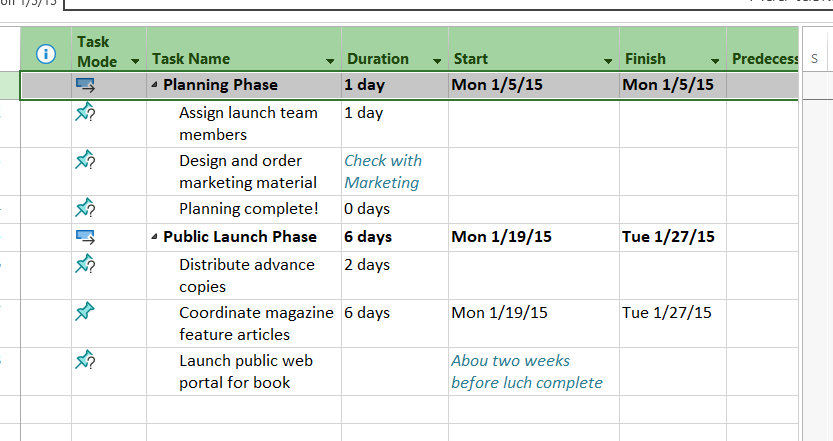 on 1/5/15
Task Mode Task Name Duration Start Finish Predecess S
Planning Phase 1 day Mon 1/5/15 Mon 1/5/15
Assign launch team 1 day
members
Design and order Check with
marketing material Marketing
Planning complete! 0 days
Public Launch Phase 6 days Mon 1/19/15 Tue 1/27/15
Distribute advance 2 days
copies
Coordinate magazine 6 days Mon 1/19/15 Tue 1/27/15
feature articles
Launch public web Abou two weeks
portal for book before luch complete